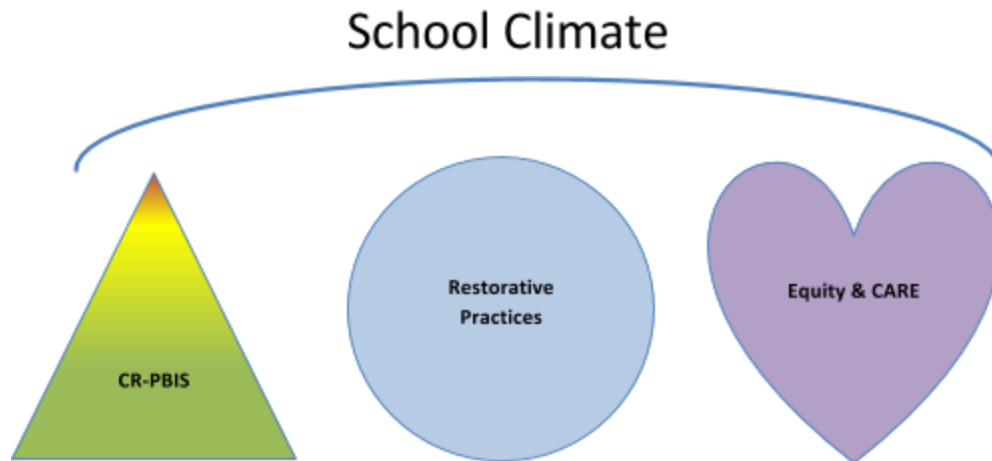 School Climate
CR-PBIS
Restorative
Practices
Equity & CARE